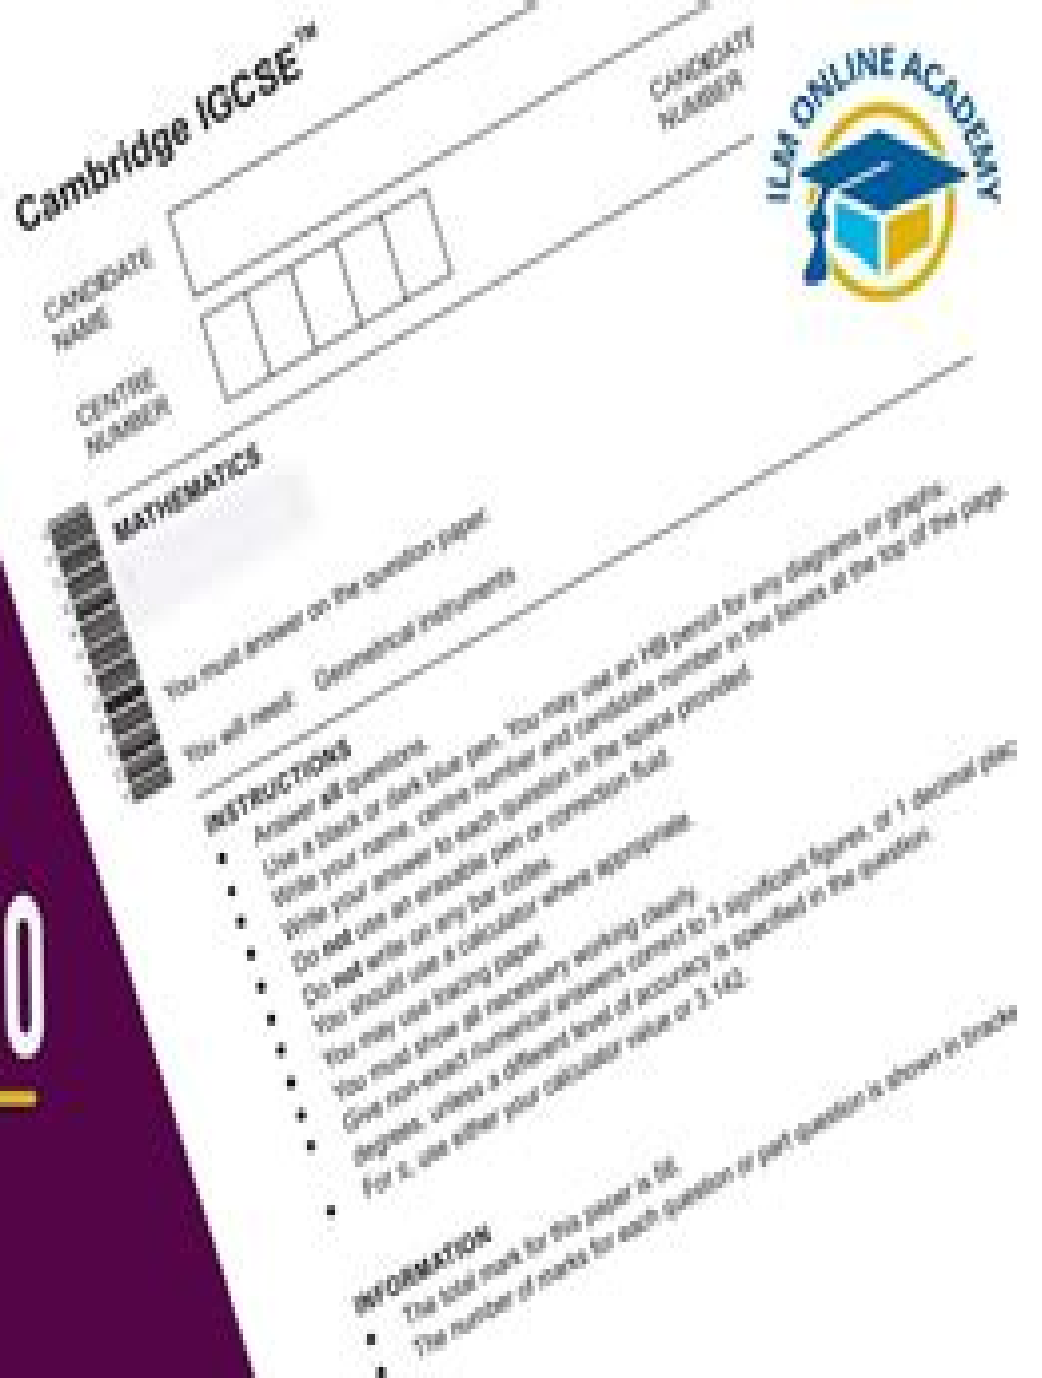 Cambridge IGCSE™
CANDIDATE
NAME
CENTRE
NUMBER
CANDIDATE
NUMBER
ILM ONLINE ACADEMY
MATHEMATICS
You must answer on the question paper.
You will need: Geometrical instruments
INSTRUCTIONS
• Answer all questions.
• Use a black or dark blue pen. You may use an HB pencil for any diagrams or graphs.
• Write your name, centre number and candidate number in the boxes at the top of the page.
• Write your answer to each question in the space provided.
• Do not use an erasable pen or correction fluid.
• Do not write on any bar codes.
• You should use a calculator where appropriate.
• You may use tracing paper.
• You must show all necessary working clearly.
• Give non-exact numerical answers correct to 3 significant figures, or 1 decimal plac
degrees, unless a different level of accuracy is specified in the question.
• For π, use either your calculator value or 3.142.
INFORMATION
• The total mark for this paper is 56.
• The number of marks for each question or part question is shown in bracke
0